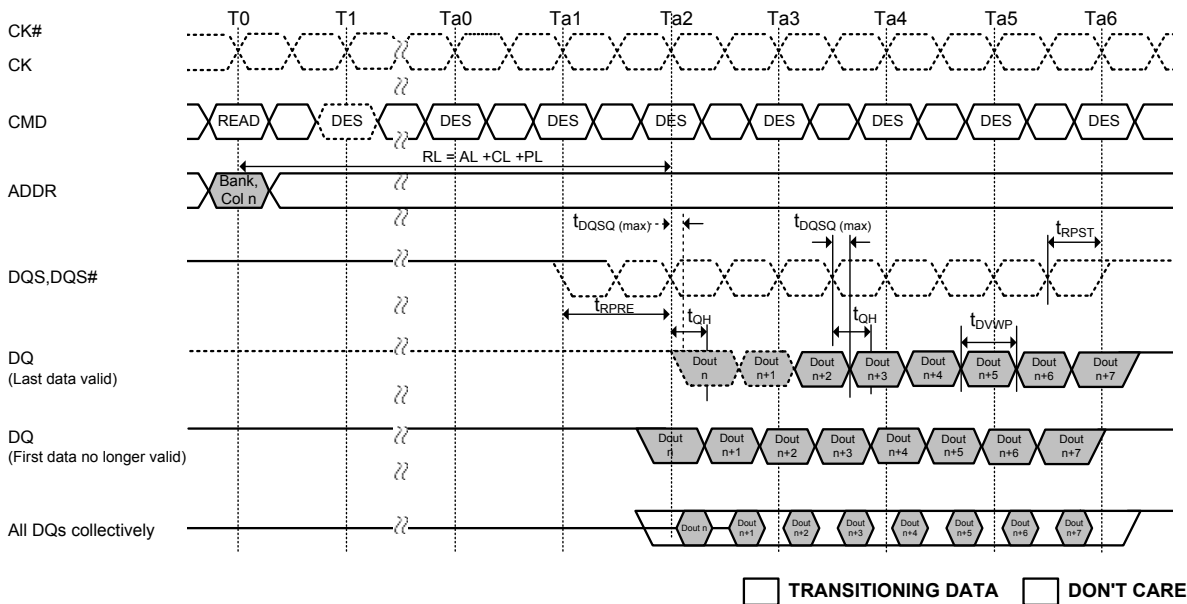 T0 T1 Ta0 Ta1 Ta2 Ta3 Ta4 Ta5 Ta6
CK#
CK
CMD READ DES DES DES DES DES DES DES DES
RL = AL +CL +PL
ADDR Bank,
Col n
tDQSQ (max) tDQSQ (max) tRPST
DQS,DQS#
tRPRE tQH tQH tDVWP
DQ
(Last data valid)
Dout n Dout n+1 Dout n+2 Dout n+3 Dout n+4 Dout n+5 Dout n+6 Dout n+7
DQ
(First data no longer valid)
Dout n Dout n+1 Dout n+2 Dout n+3 Dout n+4 Dout n+5 Dout n+6 Dout n+7
All DQs collectively
Dout n Dout n+1 Dout n+2 Dout n+3 Dout n+4 Dout n+5 Dout n+6 Dout n+7
TRANSITIONING DATA DON'T CARE